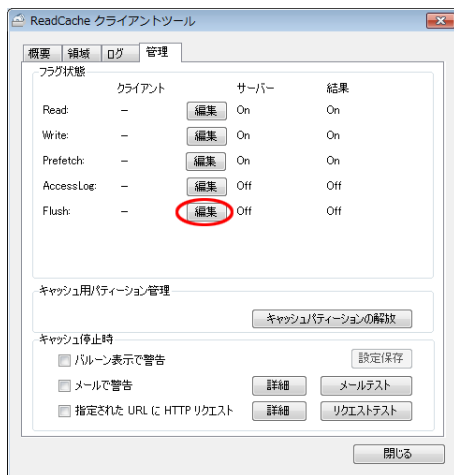 ReadCache クライアントツール
概要 領域 ログ 管理
フラグ状態
クライアント サーバー 結果
Read: − 編集 On On
Write: − 編集 On On
Prefetch: − 編集 On On
AccessLog: − 編集 Off Off
Flush: − 編集 Off Off
キャッシュ用パティーション管理
キャッシュパティーションの解放
キャッシュ停止時
バルーン表示で警告 設定保存
メールで警告 詳細 メールテスト
指定された URL に HTTP リクエスト 詳細 リクエストテスト
閉じる